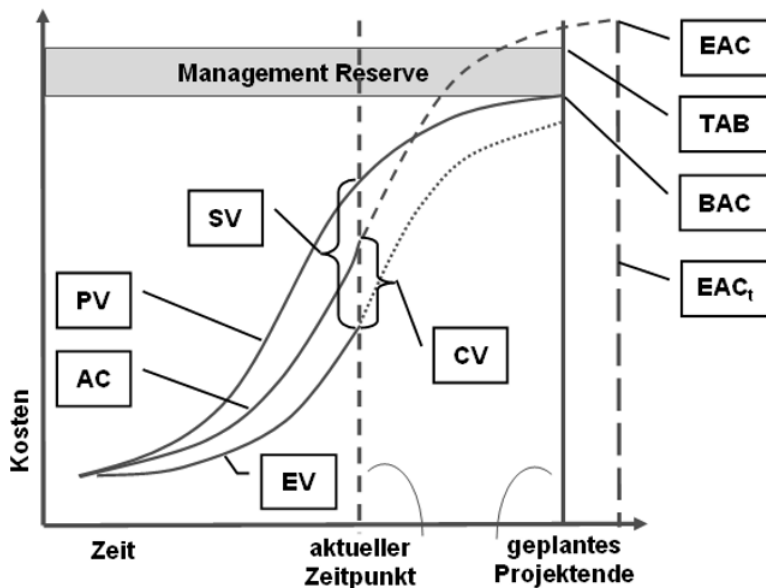 EAC
Management Reserve
TAB
BAC
SV
EACt
PV
CV
AC
EV
Kosten
Zeit
aktueller
Zeitpunkt
geplantes
Projektende